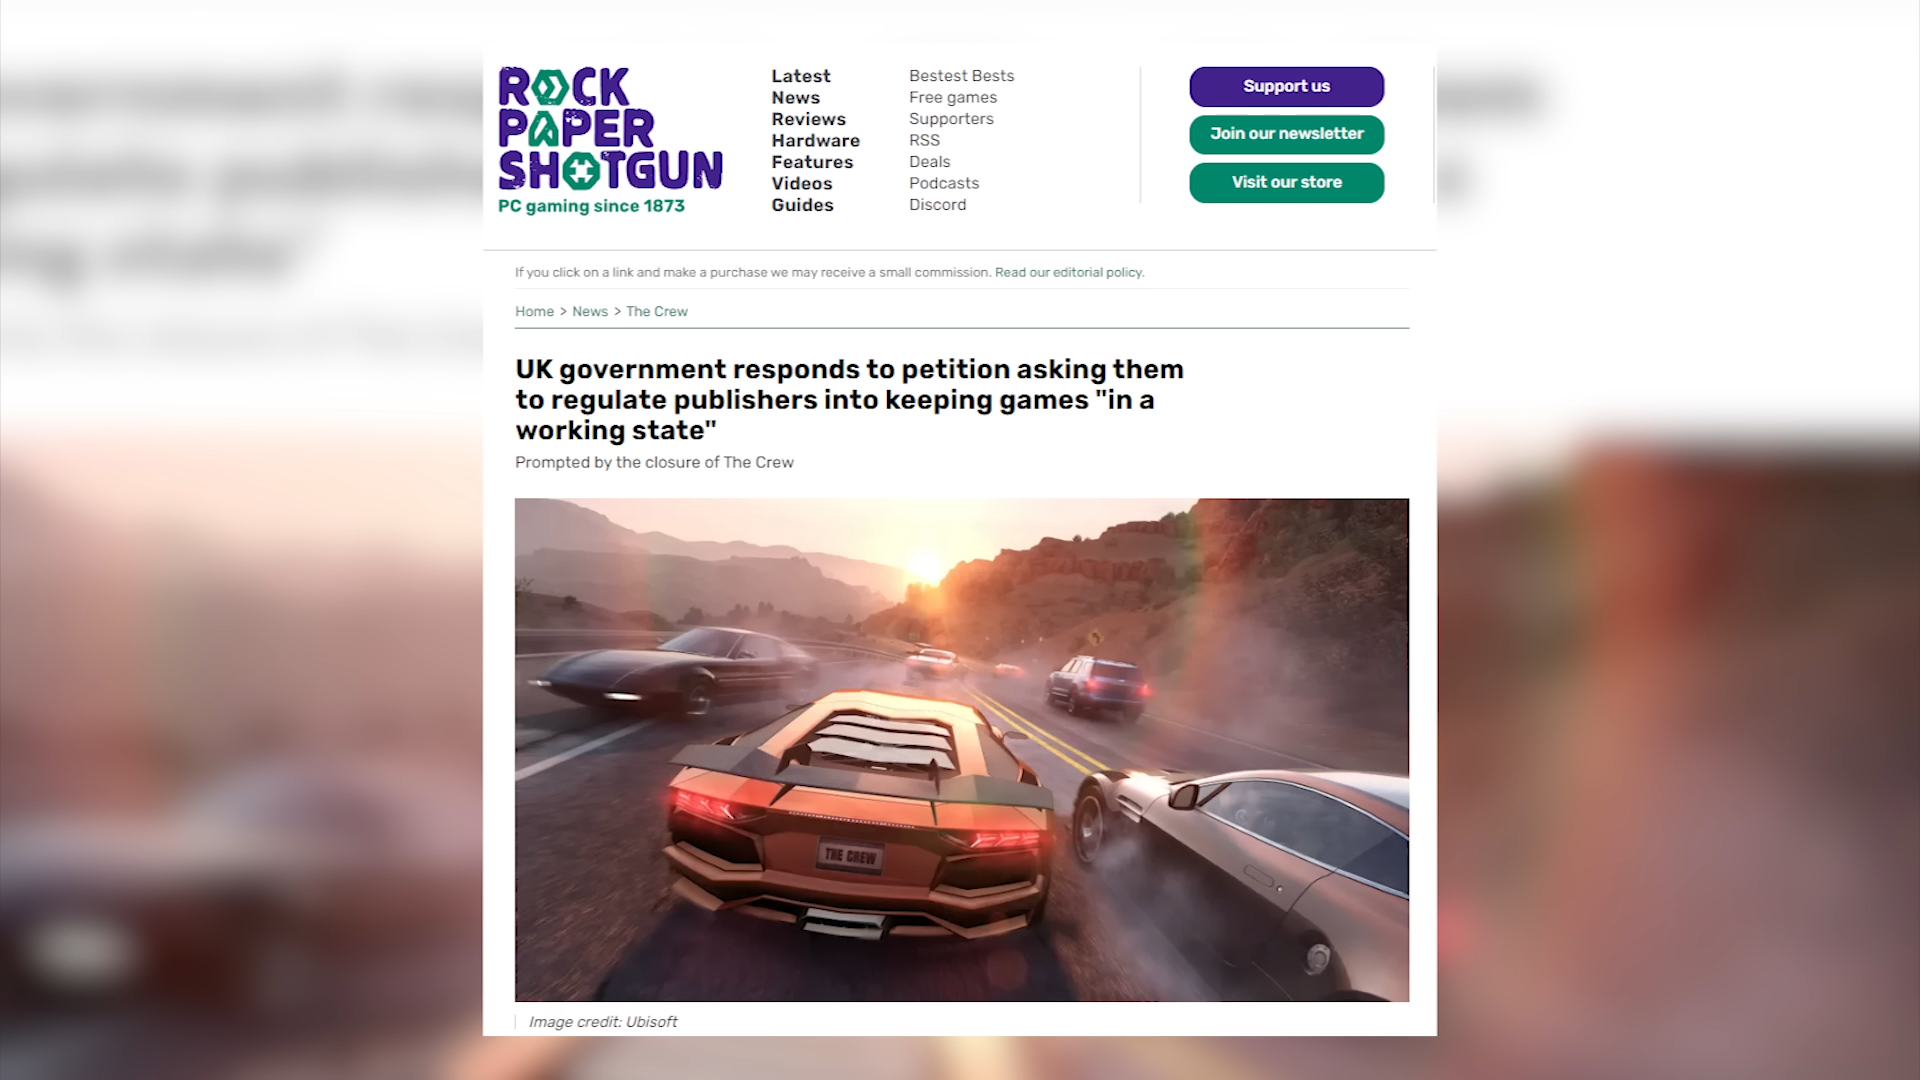 ROCK
PAPER
SHOTGUN
PC gaming since 1873
Latest
News
Reviews
Hardware
Features
Videos
Guides
Bestest Bests
Free games
Supporters
RSS
Deals
Podcasts
Discord
Support us
Join our newsletter
Visit our store
If you click on a link and make a purchase we may receive a small commission. Read our editorial policy.
Home > News > The Crew
UK government responds to petition asking them
to regulate publishers into keeping games "in a
working state"
Prompted by the closure of The Crew
THE CREW
Image credit: Ubisoft